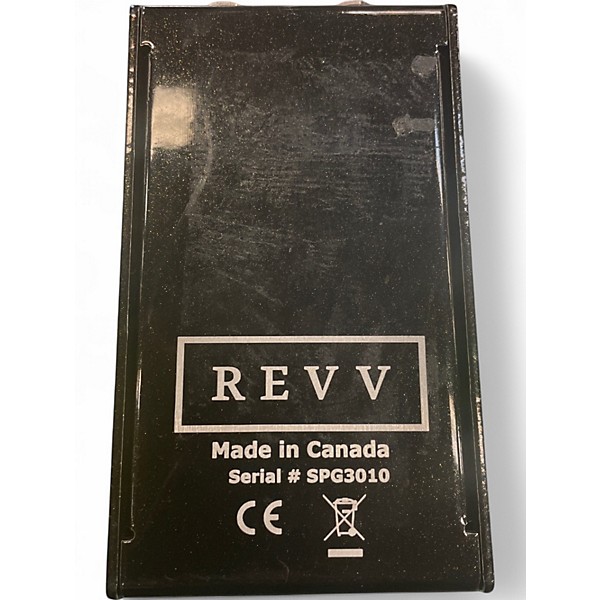 REVV
Made in Canada
Serial # SPG3010
CE